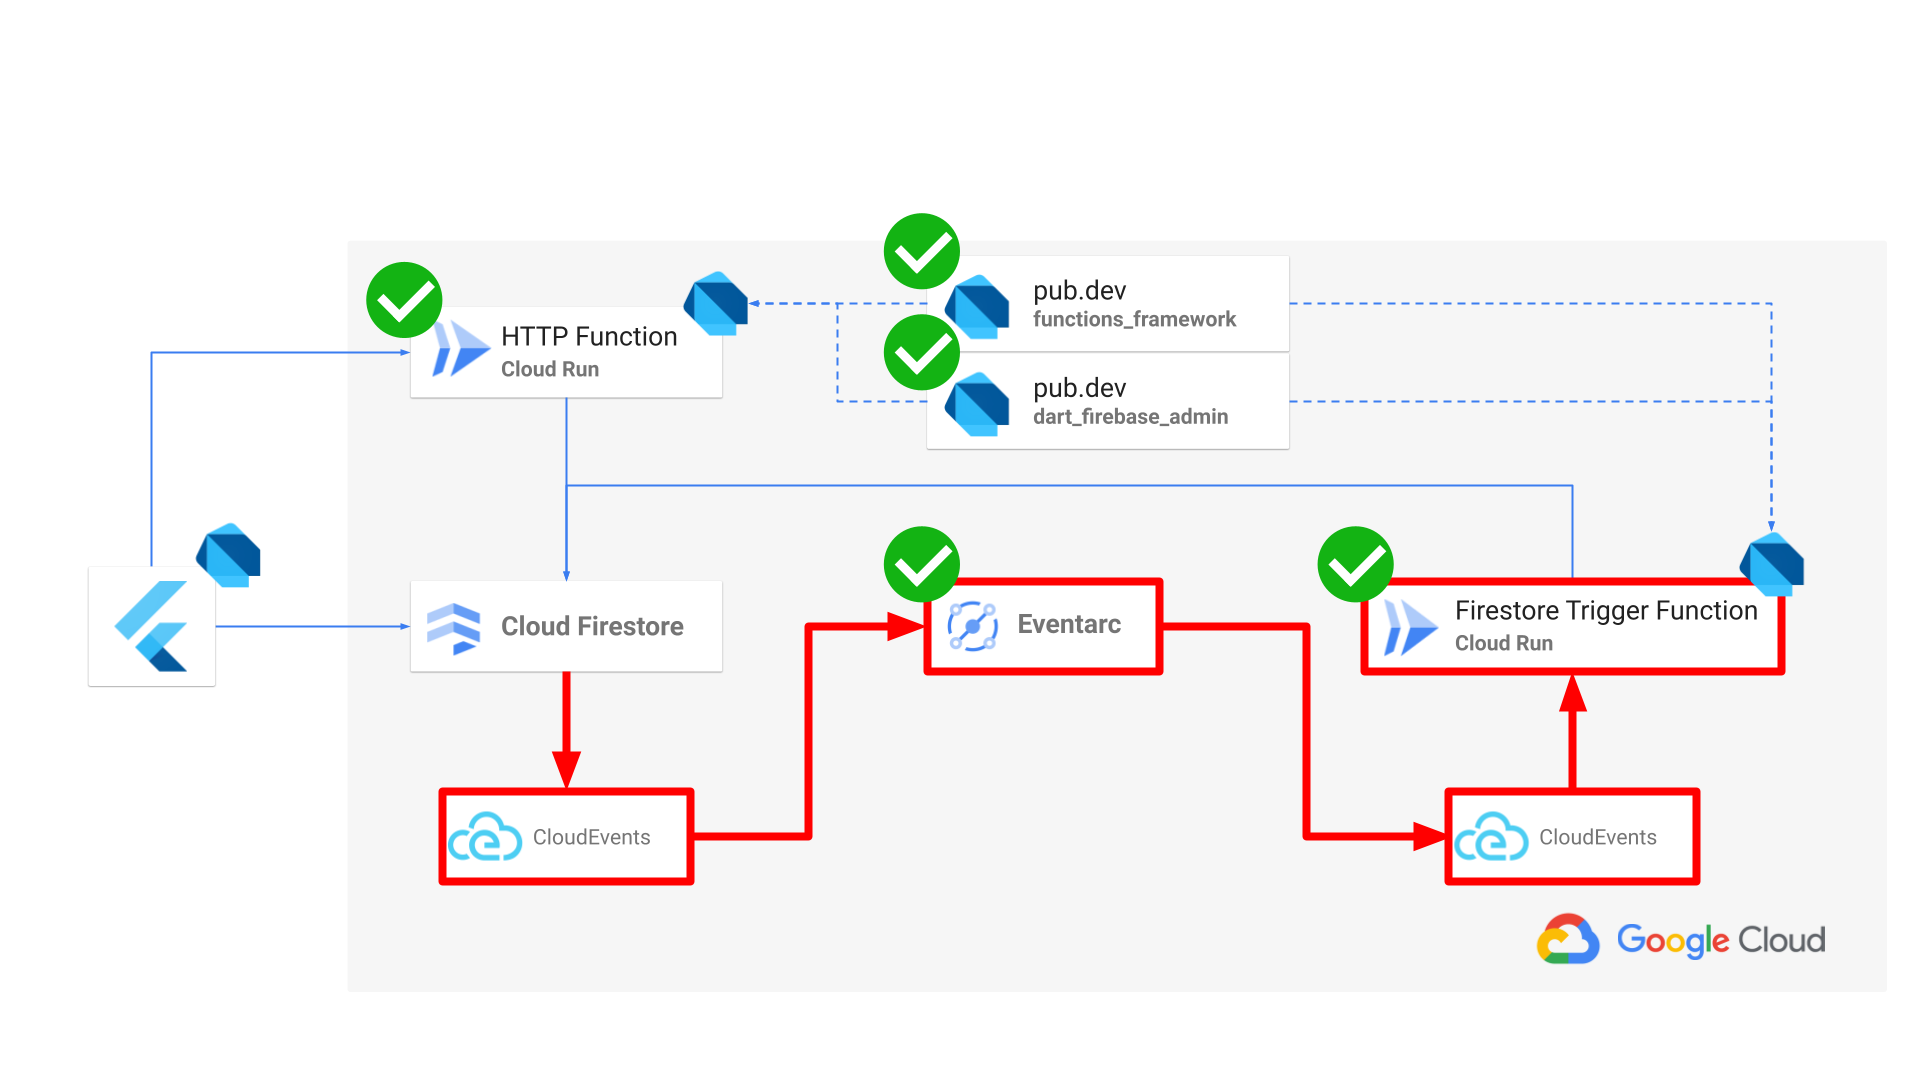 pub.dev
functions_framework
HTTP Function
Cloud Run
pub.dev
dart_firebase_admin
Cloud Firestore
Eventarc
Firestore Trigger Function
Cloud Run
CloudEvents
CloudEvents
Google Cloud